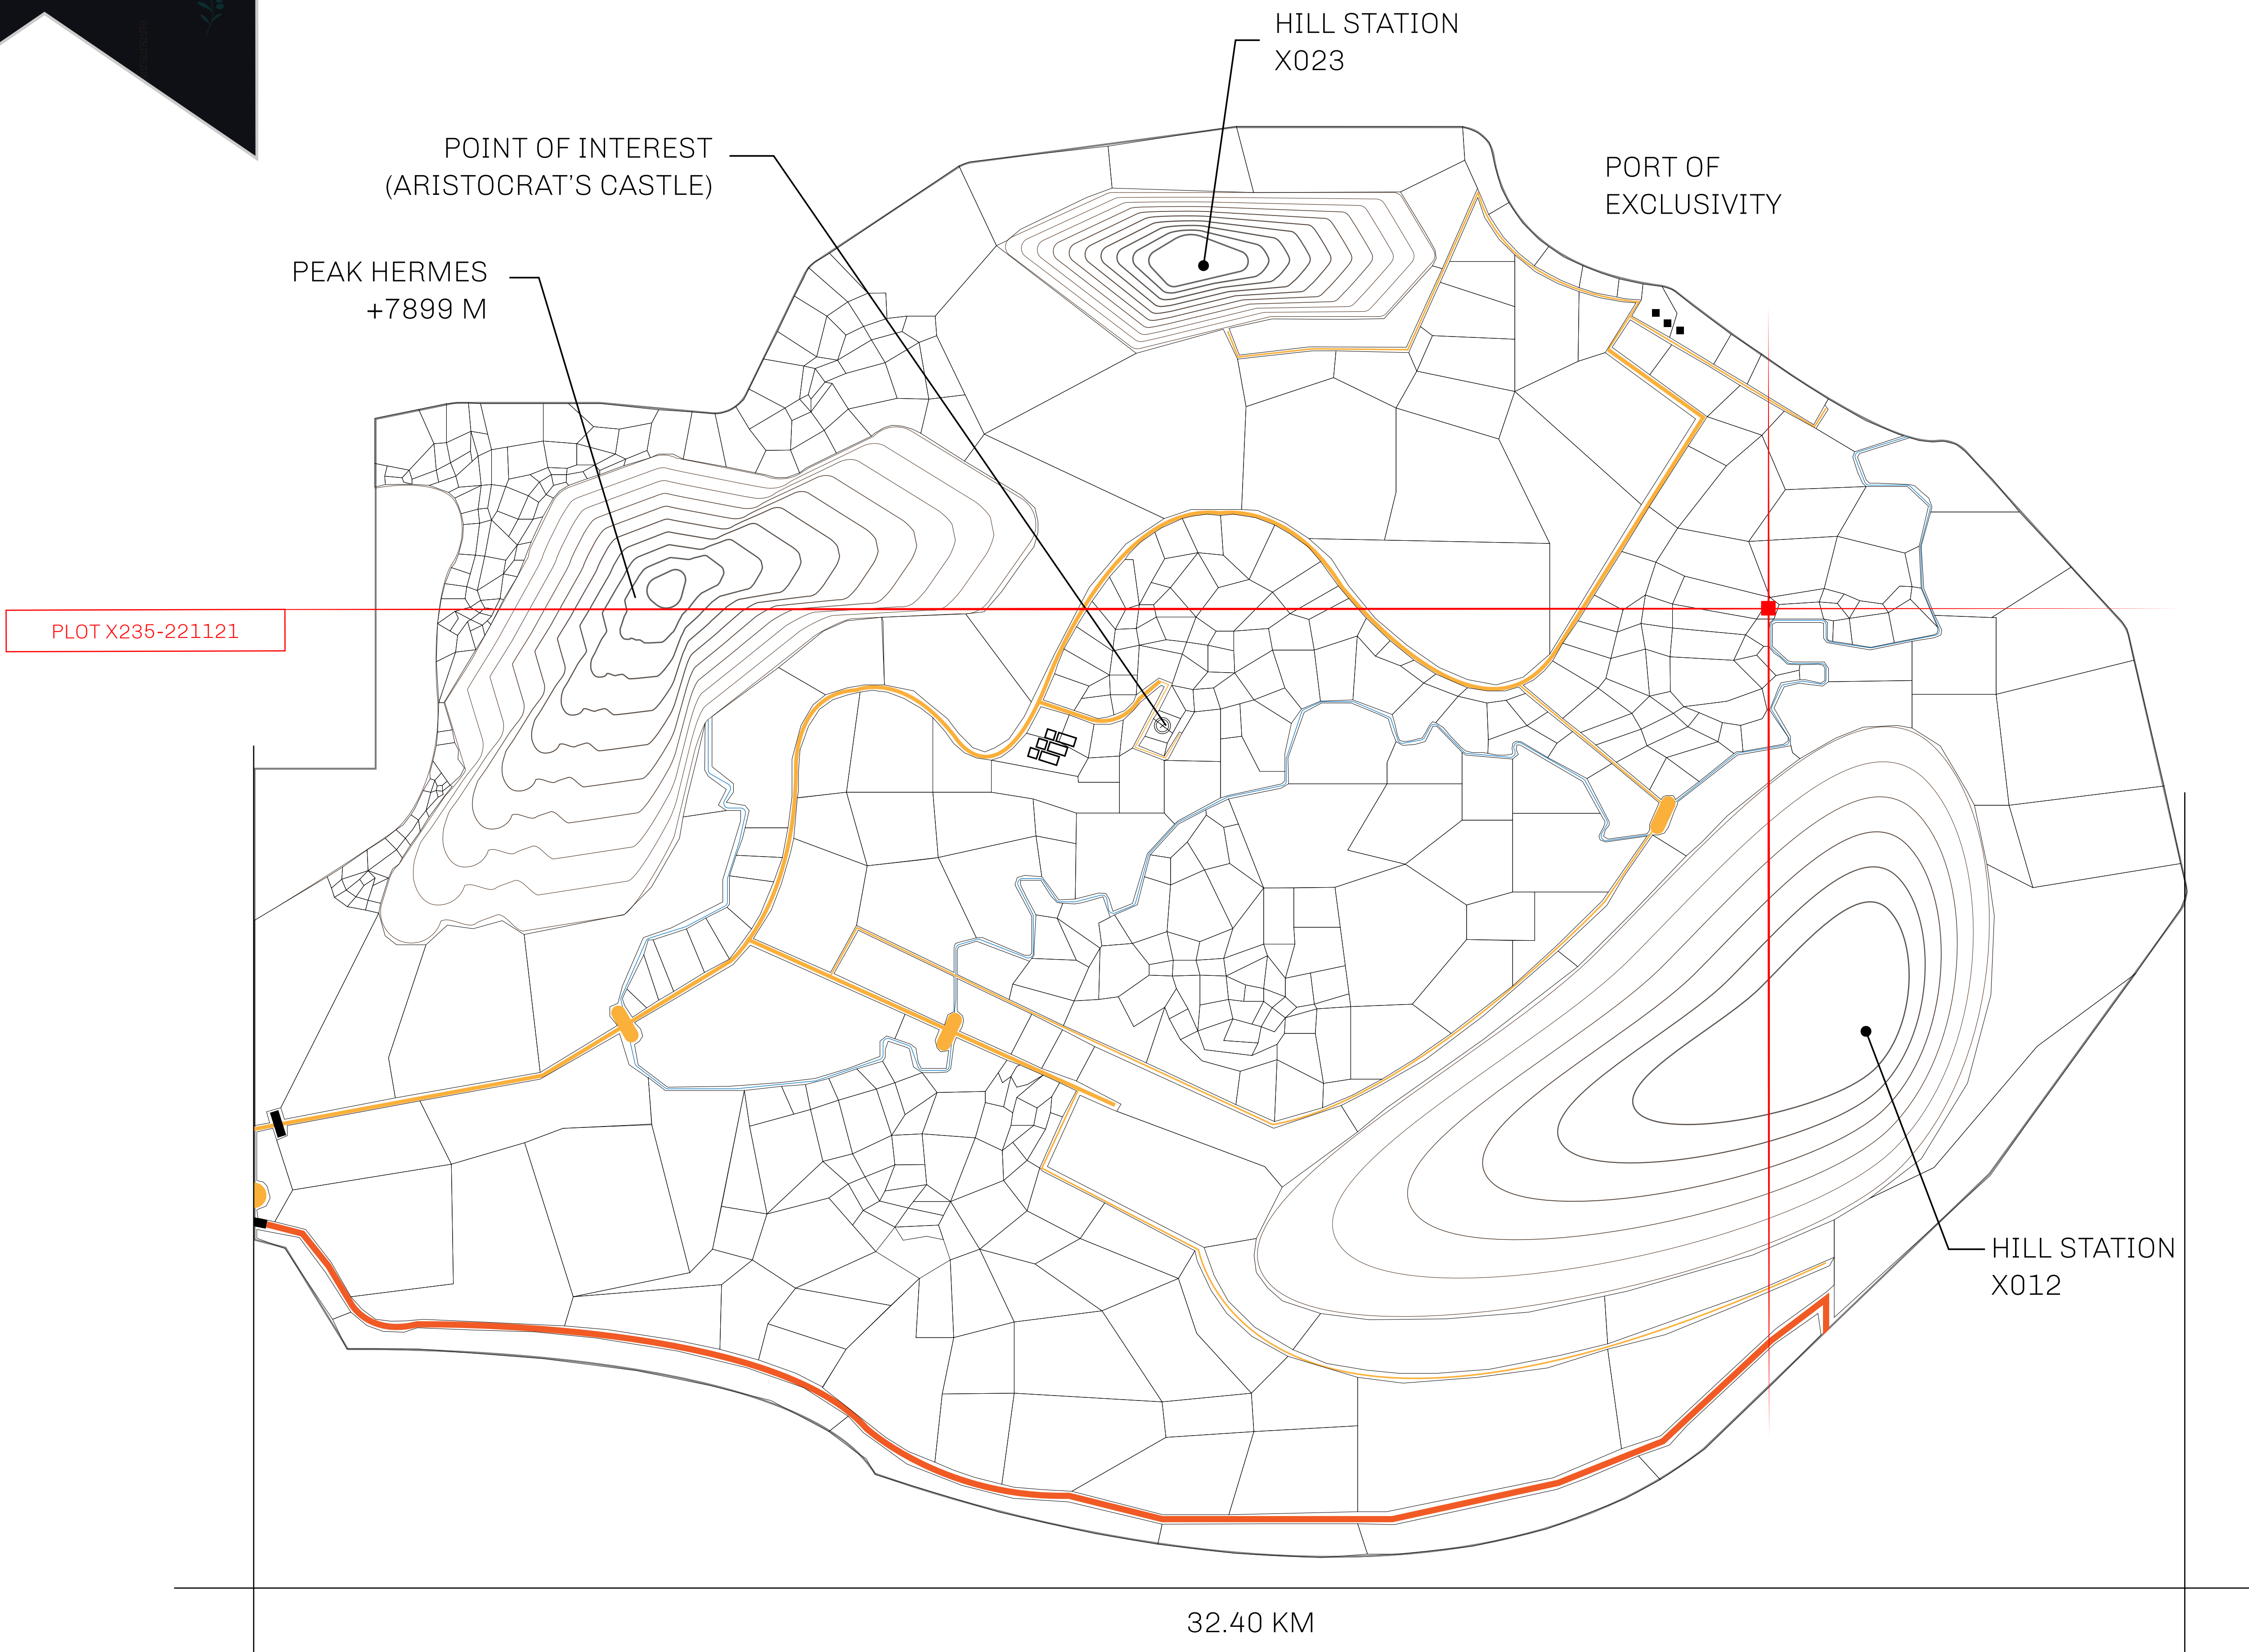 HILL STATION
X023
POINT OF INTEREST
(ARISTOCRAT'S CASTLE)
PORT OF
EXCLUSIVITY
PEAK HERMES
+7899 M
PLOT X235-221121
HILL STATION
X012
32.40 KM